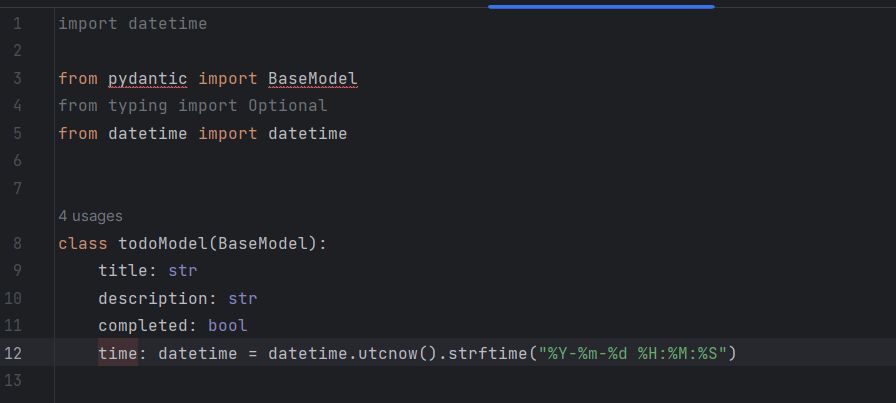 1 import datetime
2
3 from pydantic import BaseModel
4 from typing import Optional
5 from datetime import datetime
6
7
4 usages
8 class todoModel(BaseModel):
9     title: str
10     description: str
11     completed: bool
12     time: datetime = datetime.utcnow().strftime("%Y-%m-%d %H:%M:%S")
13